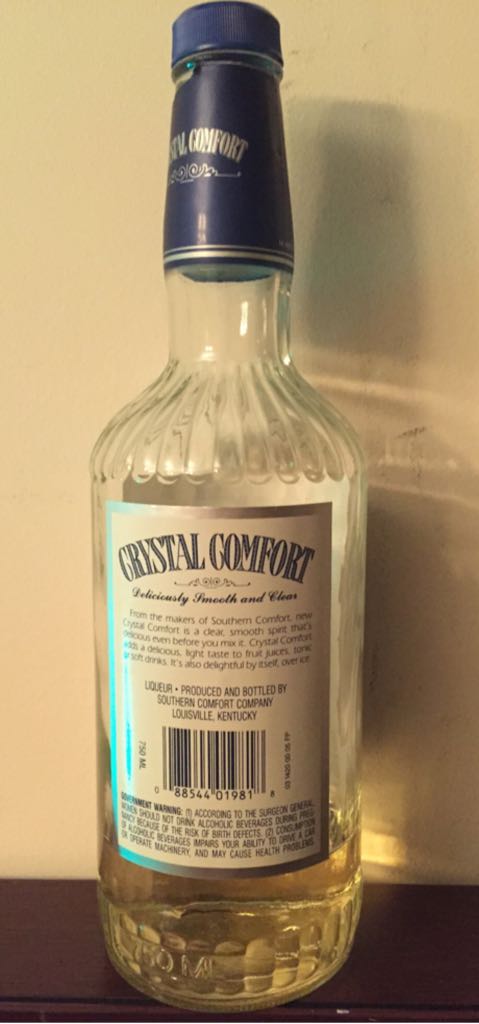 STAL COMFORT
CRYSTAL COMFORT
Deliciously Smooth and Clear
From the makers of Southern Comfort, new
Crystal Comfort is a clear, smooth spirit that's
delicious even before you mix it. Crystal Comfort
adds a delicious, light taste to fruit juices, tonic
or soft drinks. It's also delightful by itself, over ice.
LIQUEUR • PRODUCED AND BOTTLED BY
SOUTHERN COMFORT COMPANY
LOUISVILLE, KENTUCKY
750 ML
0 88544 01981 8
GOVERNMENT WARNING: (1) ACCORDING TO THE SURGEON GENERAL,
WOMEN SHOULD NOT DRINK ALCOHOLIC BEVERAGES DURING PREG-
NANCY BECAUSE OF THE RISK OF BIRTH DEFECTS. (2) CONSUMPTION
OF ALCOHOLIC BEVERAGES IMPAIRS YOUR ABILITY TO DRIVE A CAR
OR OPERATE MACHINERY, AND MAY CAUSE HEALTH PROBLEMS.
750 ML